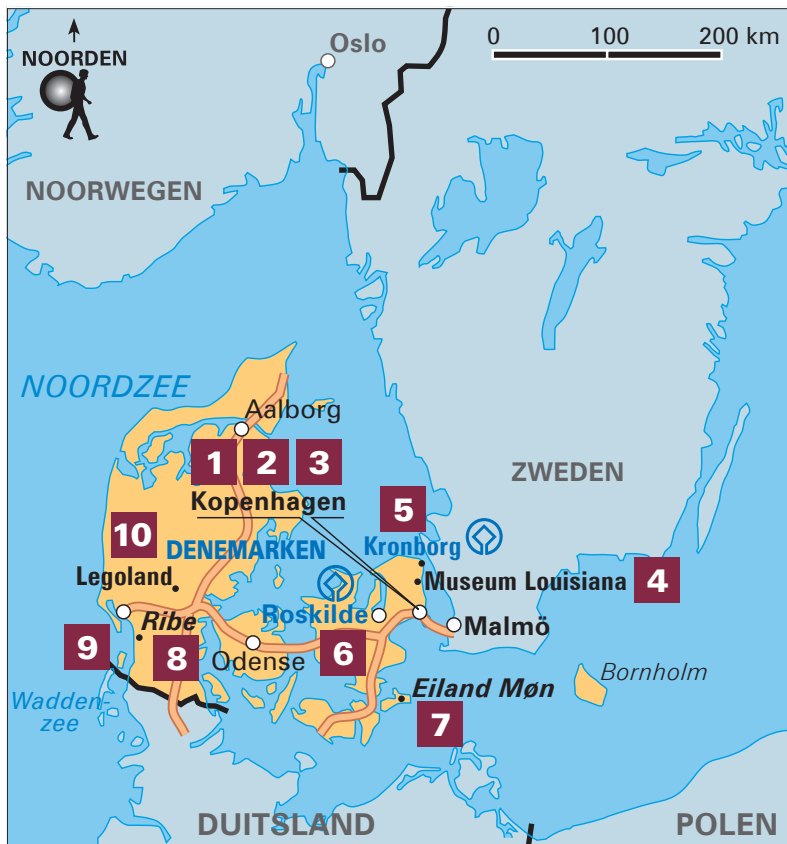 Oslo
0 100 200 km
NOORDEN
NOORWEGEN
NOORDZEE
Aalborg
1 2 3
Kopenhagen
ZWEDEN
5
10
DENEMARKEN
Kronborg
Legoland
Museum Louisiana 4
Ribe
Roskilde
Malmö
9
8
Odense
6
Bornholm
Wadden-
zee
Eiland Møn
7
DUITSLAND
POLEN